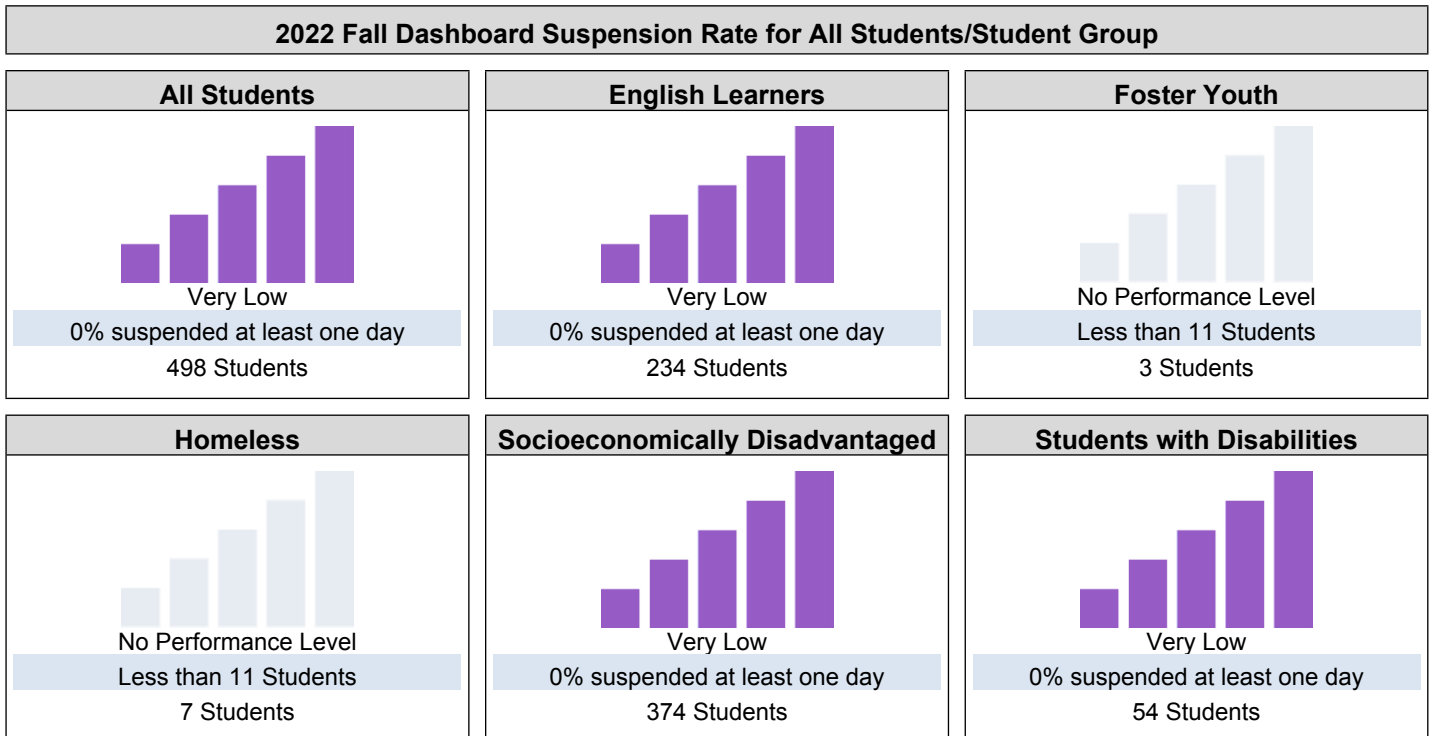 2022 Fall Dashboard Suspension Rate for All Students/Student Group
All Students
Very Low
0% suspended at least one day
498 Students
English Learners
Very Low
0% suspended at least one day
234 Students
Foster Youth
No Performance Level
Less than 11 Students
3 Students
Homeless
No Performance Level
Less than 11 Students
7 Students
Socioeconomically Disadvantaged
Very Low
0% suspended at least one day
374 Students
Students with Disabilities
Very Low
0% suspended at least one day
54 Students